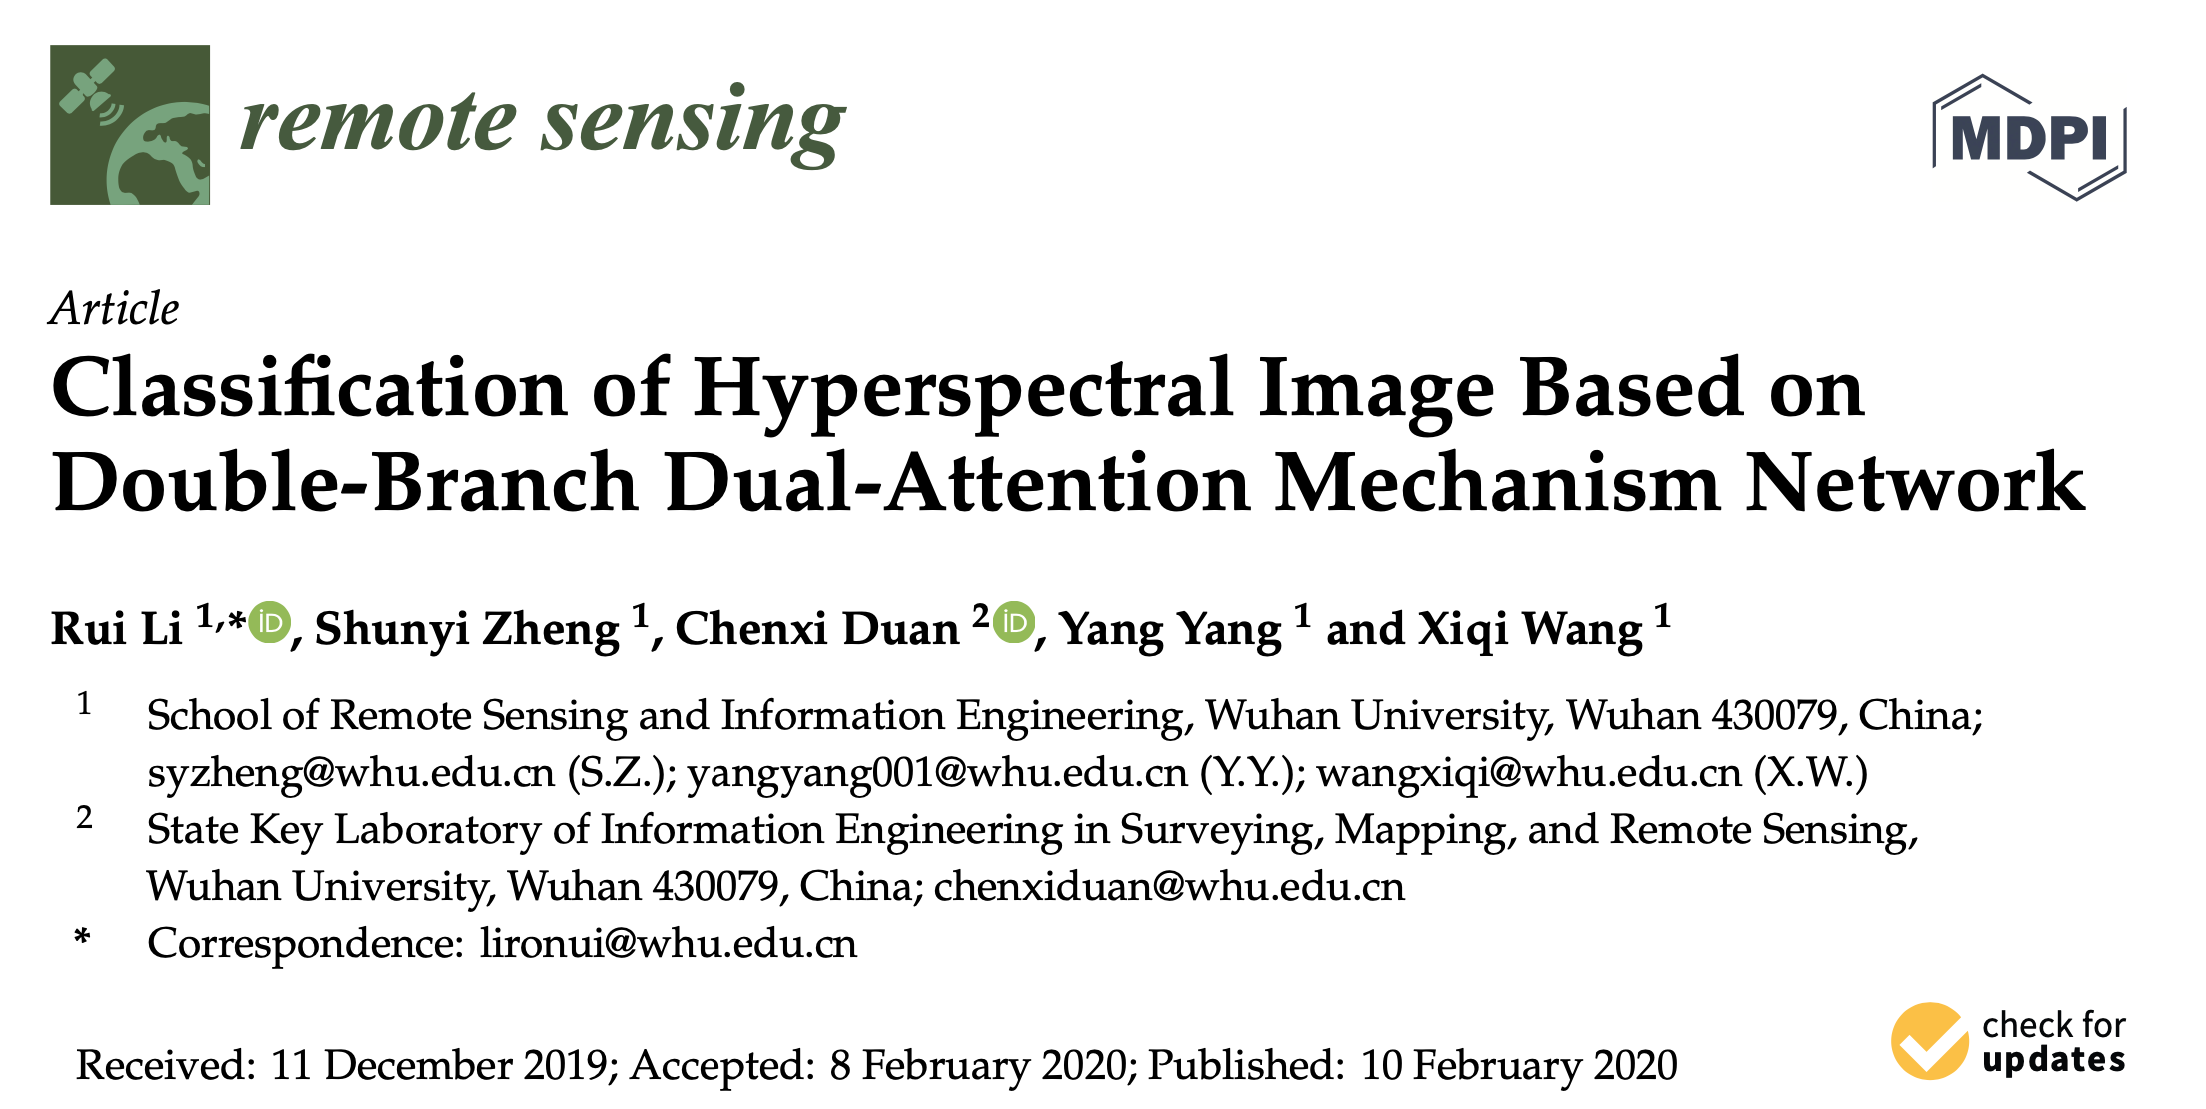 remote sensing
MDPI
Article
Classification of Hyperspectral Image Based on
Double-Branch Dual-Attention Mechanism Network
Rui Li 1,* iD, Shunyi Zheng 1, Chenxi Duan 2 iD, Yang Yang 1 and Xiqi Wang 1
1 School of Remote Sensing and Information Engineering, Wuhan University, Wuhan 430079, China;
syzheng@whu.edu.cn (S.Z.); yangyang001@whu.edu.cn (Y.Y.); wangxiqi@whu.edu.cn (X.W.)
2 State Key Laboratory of Information Engineering in Surveying, Mapping, and Remote Sensing,
Wuhan University, Wuhan 430079, China; chenxiduan@whu.edu.cn
* Correspondence: lironui@whu.edu.cn
Received: 11 December 2019; Accepted: 8 February 2020; Published: 10 February 2020
check for
updates